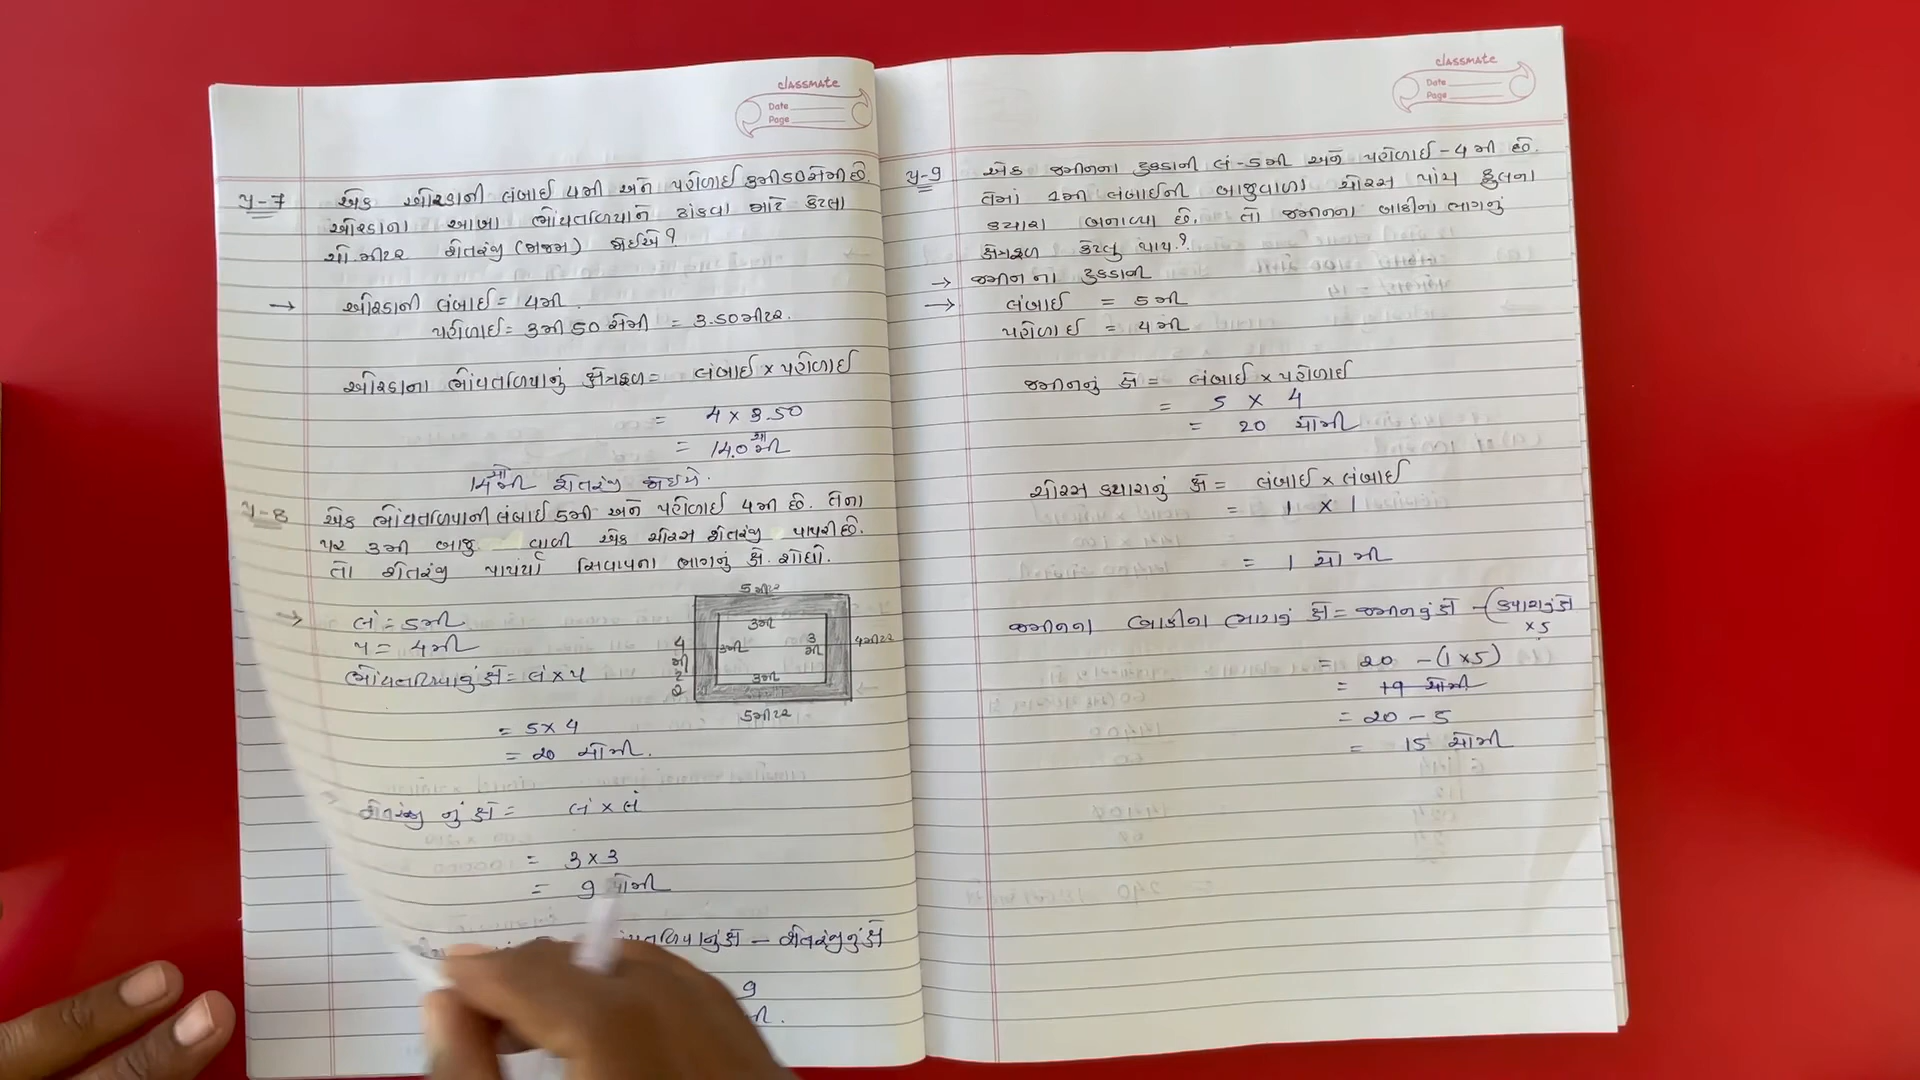 classmate
Date
Page
પ્ર-7 એક ઓરડાની લંબાઈ 4મી અને પહોળાઈ 3મી50સેમી છે.
ઓરડાના આખા ભોંયતળિયાને ઢાંકવા માટે કેટલા
ચો.મીટર શેતરંજી (જાજમ) જોઈએ?
→ ઓરડાની લંબાઈ = 4મી.
પહોળાઈ = 3મી 50 સેમી = 3.50મીટર.
ઓરડાના ભોંયતળિયાનું ક્ષેત્રફળ = લંબાઈ × પહોળાઈ
= 4 × 3.50
= 14.0 ચોમી
14 ચોમી શેતરંજી જોઈએ.
પ્ર-8 એક ભોંયતળિયાની લંબાઈ 5મી અને પહોળાઈ 4મી છે. તેના
પર 3મી બાજુ વાળી એક ચોરસ શેતરંજી પાથરી છે.
તો શેતરંજી પાથર્યા સિવાયના ભાગનું ક્ષે. શોધો.
→ લં = 5મી
પ = 4મી
ભોંયતળિયાનું ક્ષે = લં × પ
5મીટર
3મી
4મીટર
3મી
3મી
4મીટર
3મી
5મીટર
= 5 × 4
= 20 ચોમી.
શેતરંજી નું ક્ષે = લં × લં
= 3 × 3
= 9 ચોમી
ભોંયતળિયાનું ક્ષે – શેતરંજીનું ક્ષે
9
મી.
classmate
Date
Page
પ્ર-9 એક જમીનના ટુકડાની લં-5મી અને પહોળાઈ-4મી છે.
તેમાં 1મી લંબાઈની બાજુવાળા ચોરસ પાંચ ફૂલના
ક્યારા બનાવ્યા છે. તો જમીનના બાકીના ભાગનું
ક્ષેત્રફળ કેટલું થાય.?
→ જમીન ના ટુકડાની
→ લંબાઈ = 5મી
પહોળાઈ = 4મી
જમીનનું ક્ષે = લંબાઈ × પહોળાઈ
= 5 × 4
= 20 ચોમી
ચોરસ ક્યારાનું ક્ષે = લંબાઈ × લંબાઈ
= 1 × 1
= 1 ચોમી
જમીનના બાકીના ભાગનું ક્ષે = જમીનનું ક્ષે – (ક્યારાનું ક્ષે
× 5
= 20 – (1 × 5)
= 19 ચોમી
= 20 – 5
= 15 ચોમી